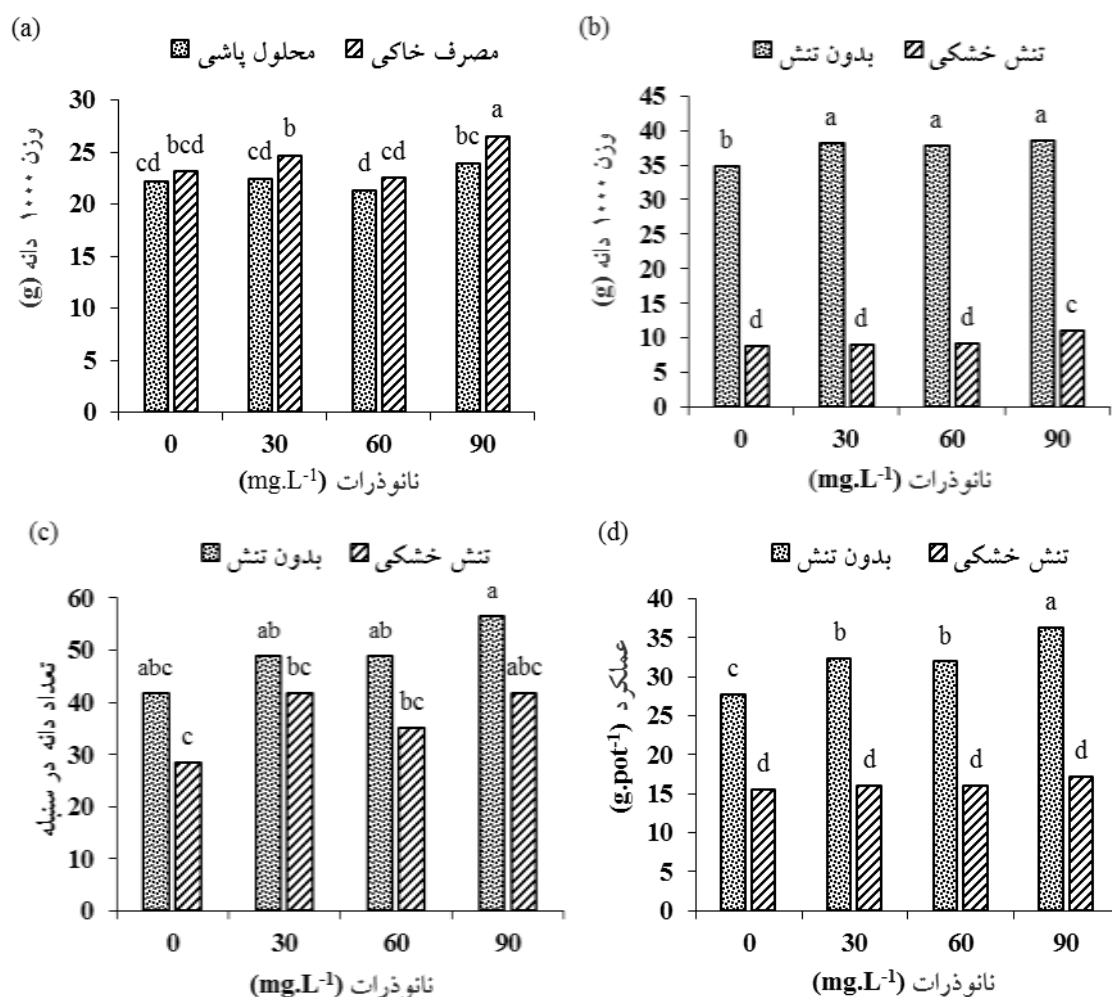 (a)
محلول پاشی مصرف خاکی
وزن ۱۰۰۰ دانه (g)
30
25
20
15
10
5
0
cd bcd cd b d cd bc a
0 30 60 90
نانوذرات (mg.L-1)
(b)
بدون تنش تنش خشکی
وزن ۱۰۰۰ دانه (g)
45
40
35
30
25
20
15
10
5
0
b d a d a d a c
0 30 60 90
نانوذرات (mg.L-1)
(c)
بدون تنش تنش خشکی
تعداد دانه در سنبله
60
50
40
30
20
10
0
abc c ab bc ab bc a abc
0 30 60 90
نانوذرات (mg.L-1)
(d)
بدون تنش تنش خشکی
عملکرد
(g.pot-1)
40
35
30
25
20
15
10
5
0
c d b d b d a d
0 30 60 90
نانوذرات (mg.L-1)